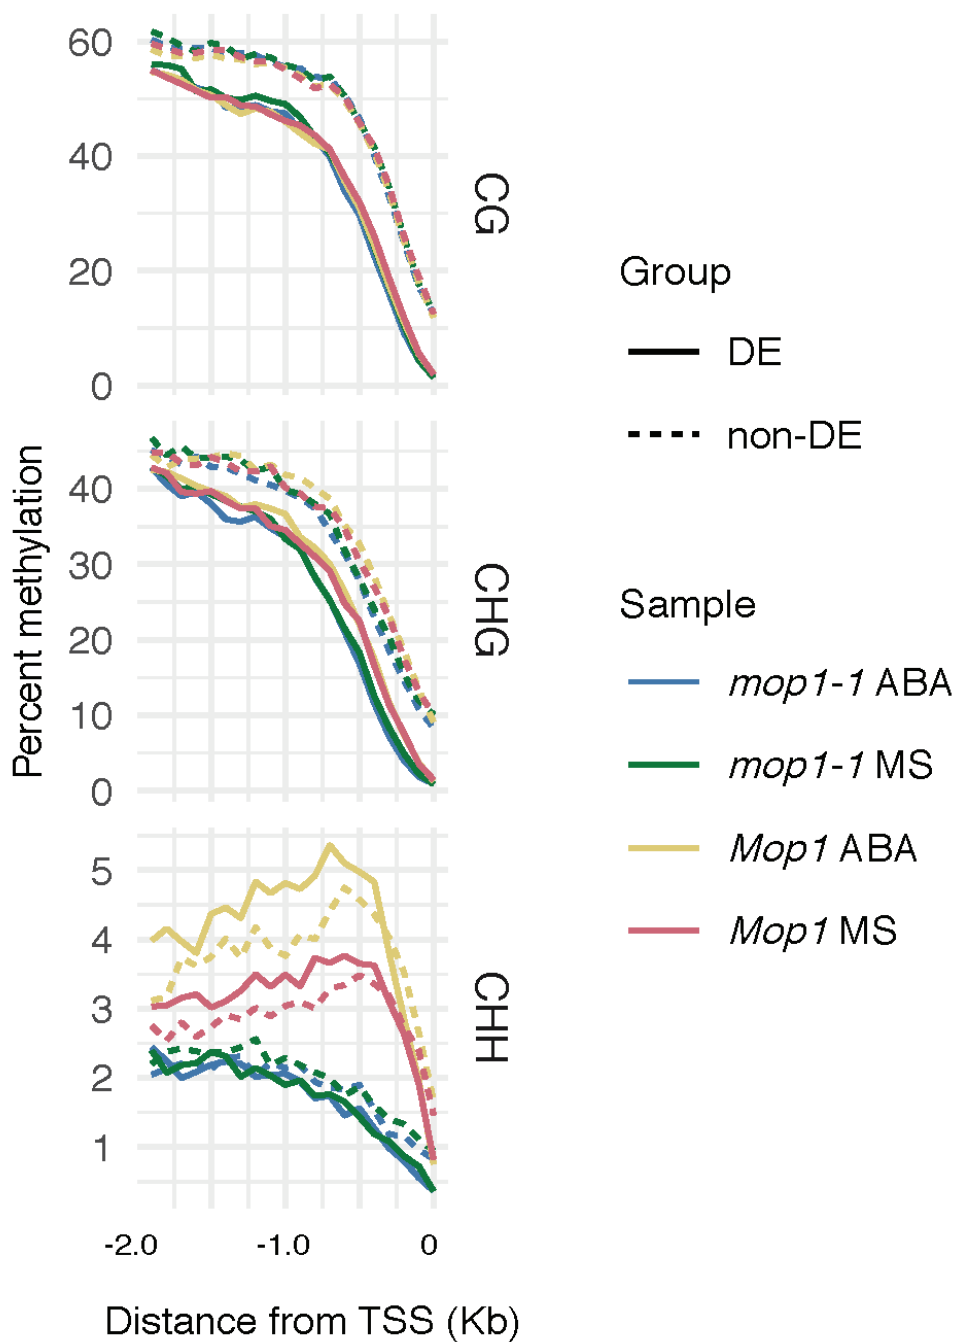 60
40
20
0
CG
40
30
20
10
0
CHG
5
4
3
2
1
CHH
Percent methylation
-2.0 -1.0 0
Distance from TSS (Kb)
Group
DE
non-DE
Sample
mop1-1 ABA
mop1-1 MS
Mop1 ABA
Mop1 MS